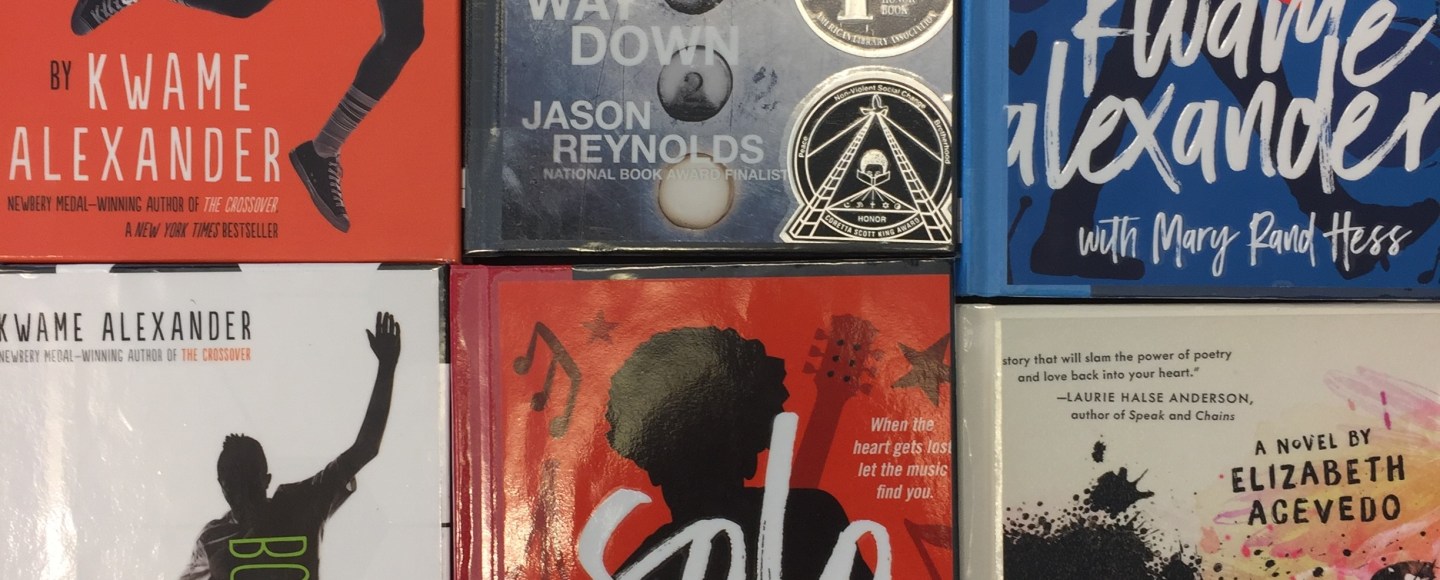 BY KWAME
ALEXANDER
NEWBERY MEDAL–WINNING AUTHOR OF THE CROSSOVER
A NEW YORK TIMES BESTSELLER
WAY
DOWN
2
JASON
REYNOLDS
NATIONAL BOOK AWARD FINALIST
HONOR
BOOK
AMERICAN LIBRARY ASSOCIATION
Non-Violent Social Change
Peace
Brotherhood
HONOR
CORETTA SCOTT KING AWARD
kwame
alexander
with Mary Rand Hess
KWAME ALEXANDER
NEWBERY MEDAL–WINNING AUTHOR OF THE CROSSOVER
BO
When the
heart gets lost
let the music
find you.
solo
story that will slam the power of poetry
and love back into your heart."
—LAURIE HALSE ANDERSON,
author of Speak and Chains
A NOVEL BY
ELIZABETH
ACEVEDO